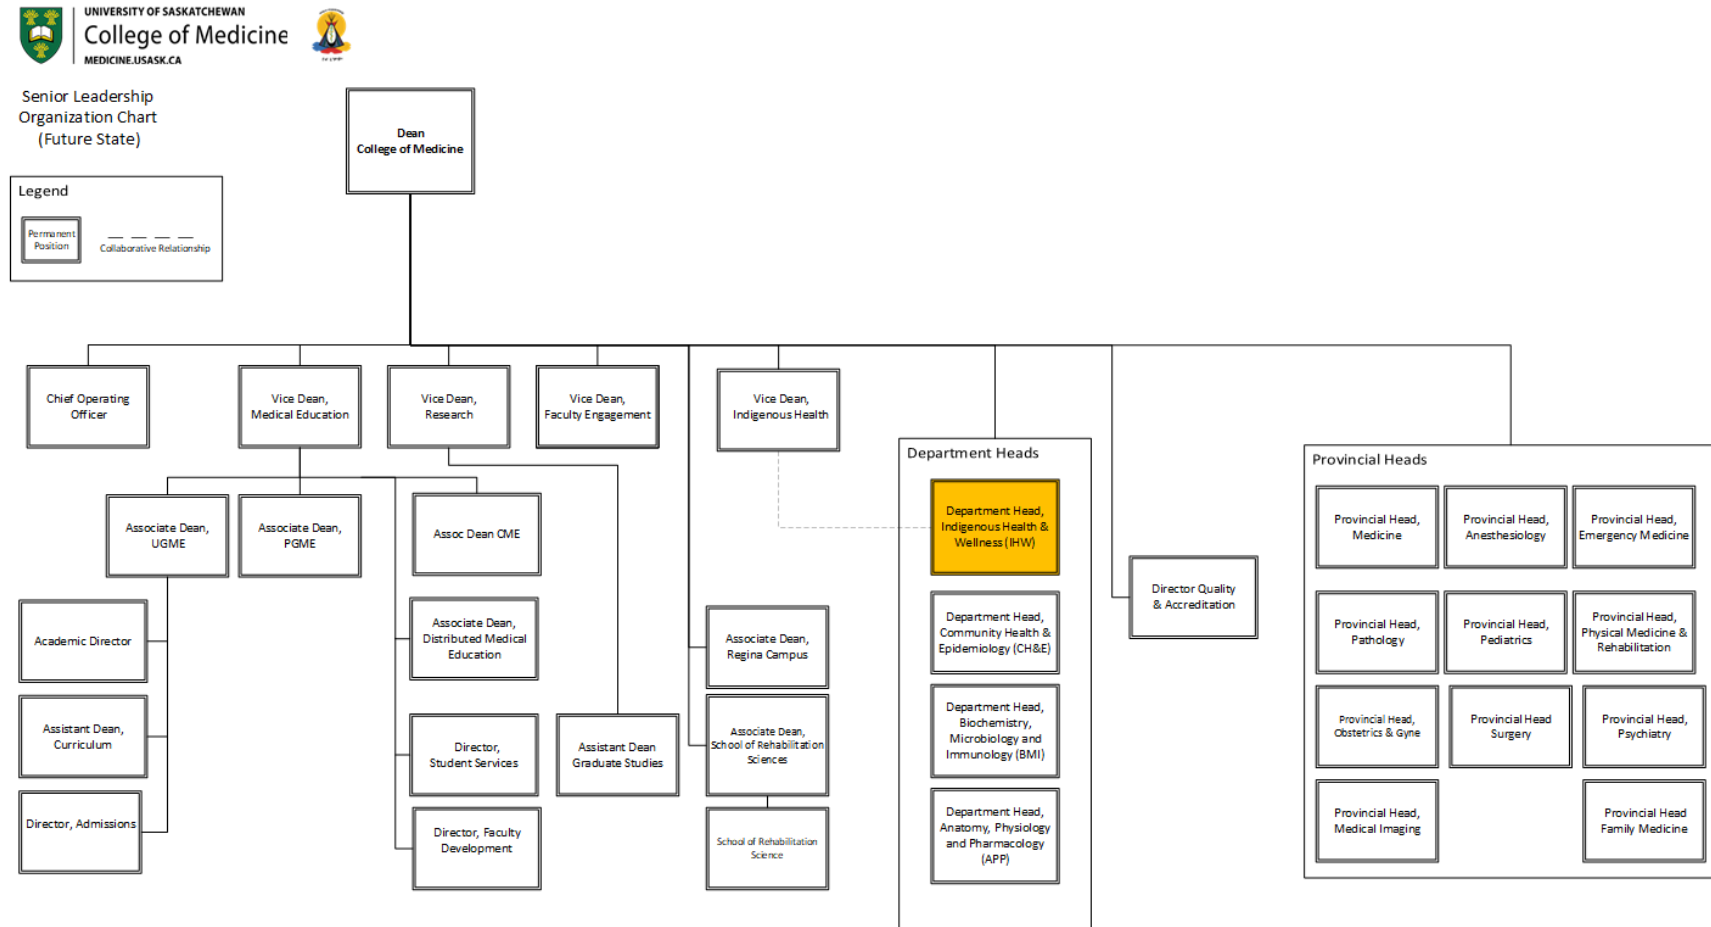 UNIVERSITY OF SASKATCHEWAN
College of Medicine
MEDICINE.USASK.CA
Senior Leadership
Organization Chart
(Future State)
Legend
Permanent
Position
Collaborative Relationship
Dean
College of Medicine
Chief Operating
Officer
Vice Dean,
Medical Education
Vice Dean,
Research
Vice Dean,
Faculty Engagement
Vice Dean,
Indigenous Health
Associate Dean,
UGME
Associate Dean,
PGME
Assoc Dean CME
Academic Director
Assistant Dean,
Curriculum
Director, Admissions
Associate Dean,
Distributed Medical
Education
Director,
Student Services
Director, Faculty
Development
Assistant Dean
Graduate Studies
Associate Dean,
Regina Campus
Associate Dean,
School of Rehabilitation
Sciences
School of Rehabilitation
Science
Department Heads
Department Head,
Indigenous Health &
Wellness (IHW)
Department Head,
Community Health &
Epidemiology (CH&E)
Department Head,
Biochemistry,
Microbiology and
Immunology (BMI)
Department Head,
Anatomy, Physiology
and Pharmacology
(APP)
Director Quality
& Accreditation
Provincial Heads
Provincial Head,
Medicine
Provincial Head,
Anesthesiology
Provincial Head,
Emergency Medicine
Provincial Head,
Pathology
Provincial Head,
Pediatrics
Provincial Head,
Physical Medicine &
Rehabilitation
Provincial Head,
Obstetrics & Gyne
Provincial Head
Surgery
Provincial Head,
Psychiatry
Provincial Head,
Medical Imaging
Provincial Head
Family Medicine